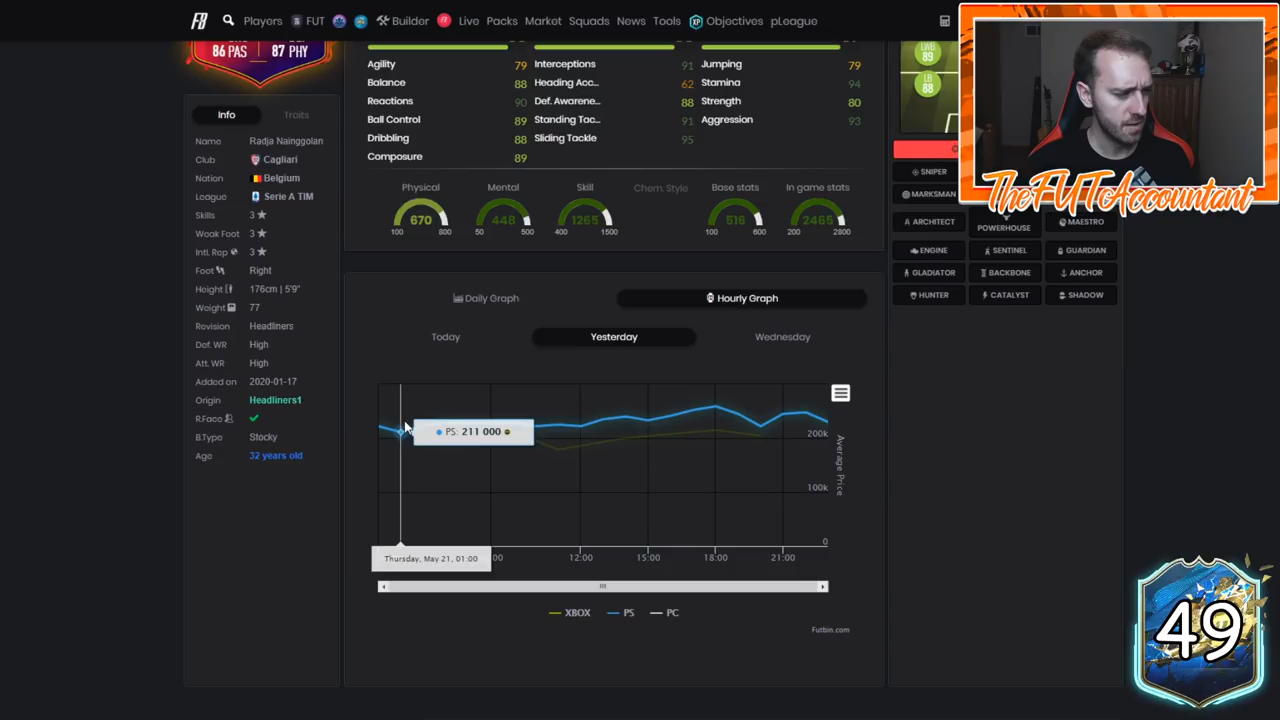 F8 Players FUT Builder Live Packs Market Squads News Tools XP Objectives pLeague
86 PAS 87 PHY
Agility 79 Interceptions 91 Jumping 79
Balance 88 Heading Acc... 62 Stamina 94
Reactions 90 Def. Awarene... 88 Strength 80
Ball Control 89 Standing Tac... 91 Aggression 93
Dribbling 88 Sliding Tackle 95
Composure 89
LWB
89
LB
88
Info Traits
Name Radja Nainggolan
Club Cagliari
Nation Belgium
League Serie A TIM
Skills 3
Weak Foot 3
Intl. Rep 3
Foot Right
Height 176cm | 5'9"
Weight 77
Revision Headliners
Def. WR High
Att. WR High
Added on 2020-01-17
Origin Headliners1
R.Face
B.Type Stocky
Age 32 years old
Physical Mental Skill Chem. Style Base stats In game stats
670 448 1265 516 2465
100 800 50 500 400 1500 100 600 200 2800
SNIPER
MARKSMAN
ARCHITECT POWERHOUSE MAESTRO
ENGINE SENTINEL GUARDIAN
GLADIATOR BACKBONE ANCHOR
HUNTER CATALYST SHADOW
TheFUTAccountant
Daily Graph Hourly Graph
Today Yesterday Wednesday
PS: 211 000
200k
100k
0
Average Price
Thursday, May 21, 01:00
:00 12:00 15:00 18:00 21:00
XBOX PS PC
Futbin.com
49